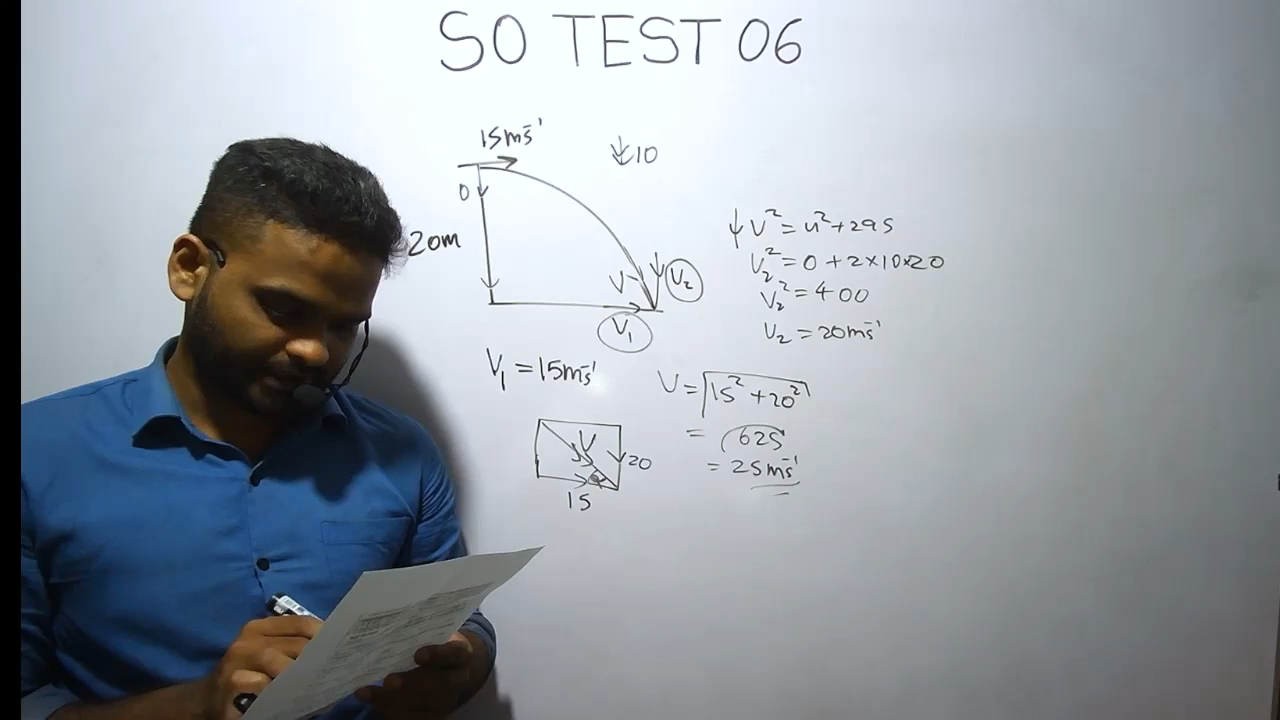 SO TEST 06
15ms⁻¹
↓10
0
20m
V
V₂
V₁
↓ V² = u² + 2as
V₂² = 0 + 2×10×20
V₂² = 400
V₂ = 20ms⁻¹
V₁ = 15ms⁻¹
V = √15² + 20²
= √625
= 25ms⁻¹
V
20
15